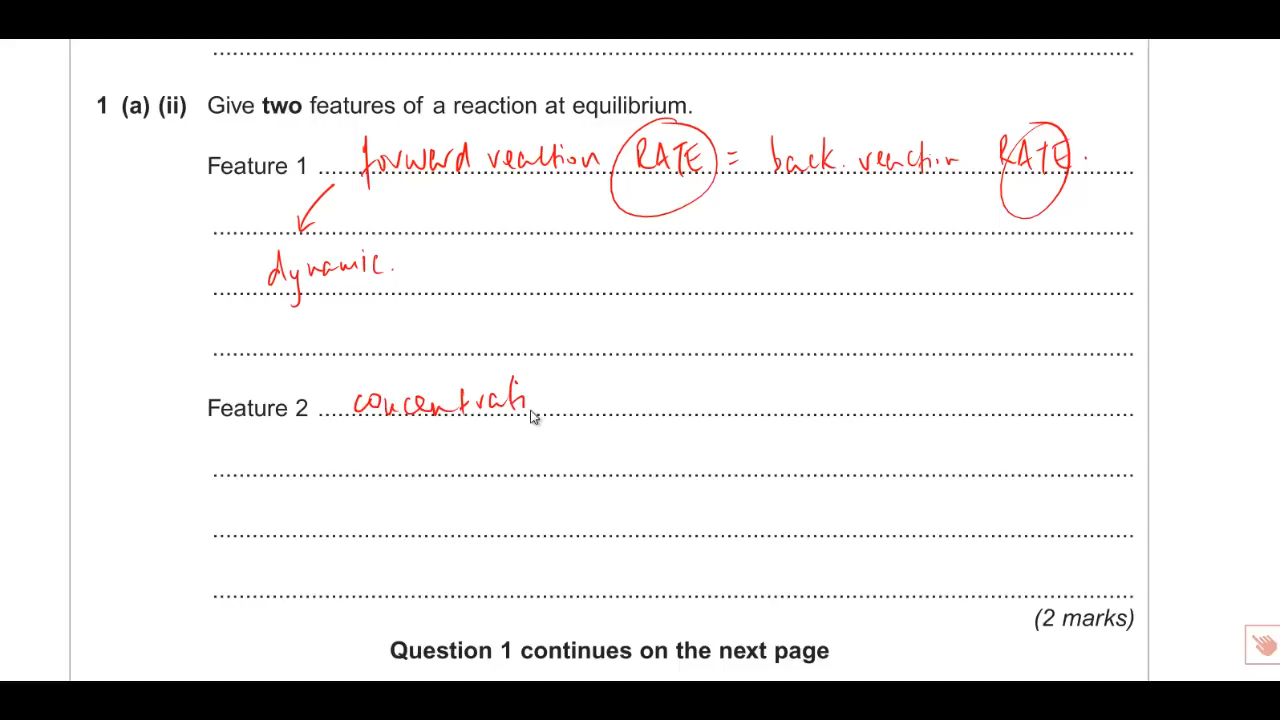 1 (a) (ii) Give two features of a reaction at equilibrium.
Feature 1 forward reaction RATE = back. reaction RATE.
dynamic.
Feature 2 concentrati
(2 marks)
Question 1 continues on the next page